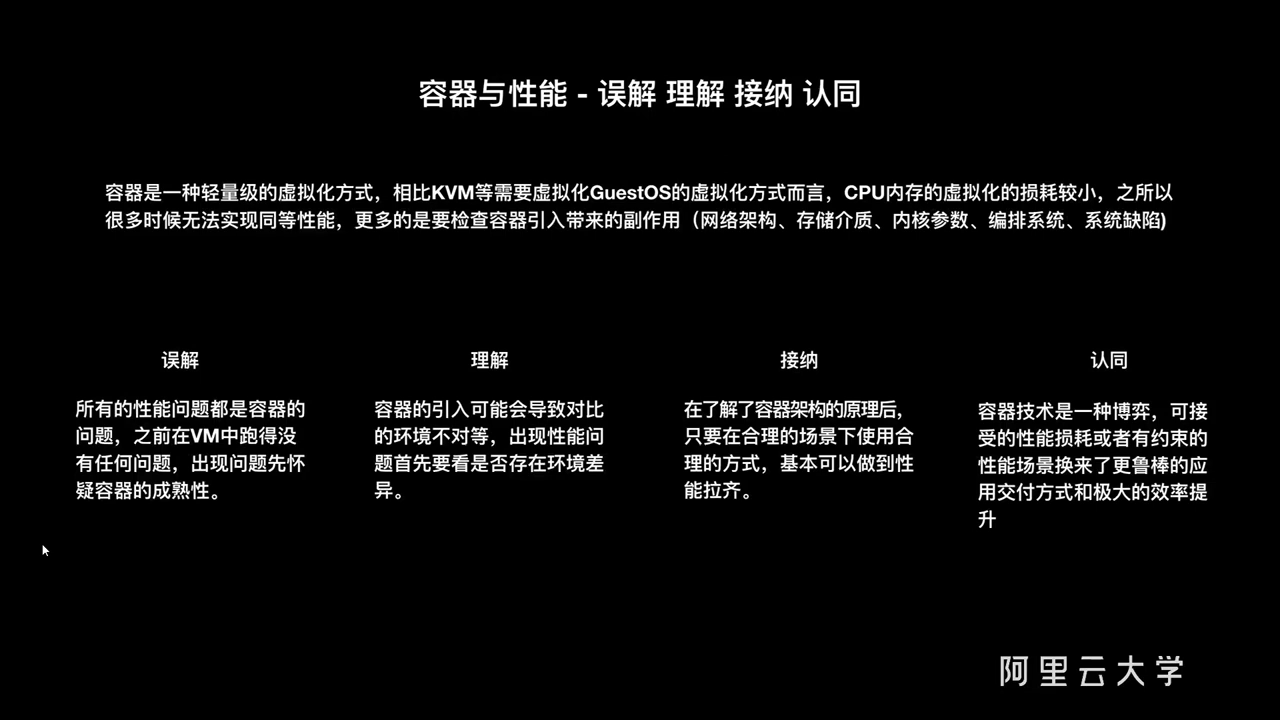 容器与性能 - 误解 理解 接纳 认同
容器是一种轻量级的虚拟化方式，相比KVM等需要虚拟化GuestOS的虚拟化方式而言，CPU内存的虚拟化的损耗较小，之所以
很多时候无法实现同等性能，更多的是要检查容器引入带来的副作用（网络架构、存储介质、内核参数、编排系统、系统缺陷)
误解
所有的性能问题都是容器的
问题，之前在VM中跑得没
有任何问题，出现问题先怀
疑容器的成熟性。
理解
容器的引入可能会导致对比
的环境不对等，出现性能问
题首先要看是否存在环境差
异。
接纳
在了解了容器架构的原理后，
只要在合理的场景下使用合
理的方式，基本可以做到性
能拉齐。
认同
容器技术是一种博弈，可接
受的性能损耗或者有约束的
性能场景换来了更鲁棒的应
用交付方式和极大的效率提
升
阿里云大学